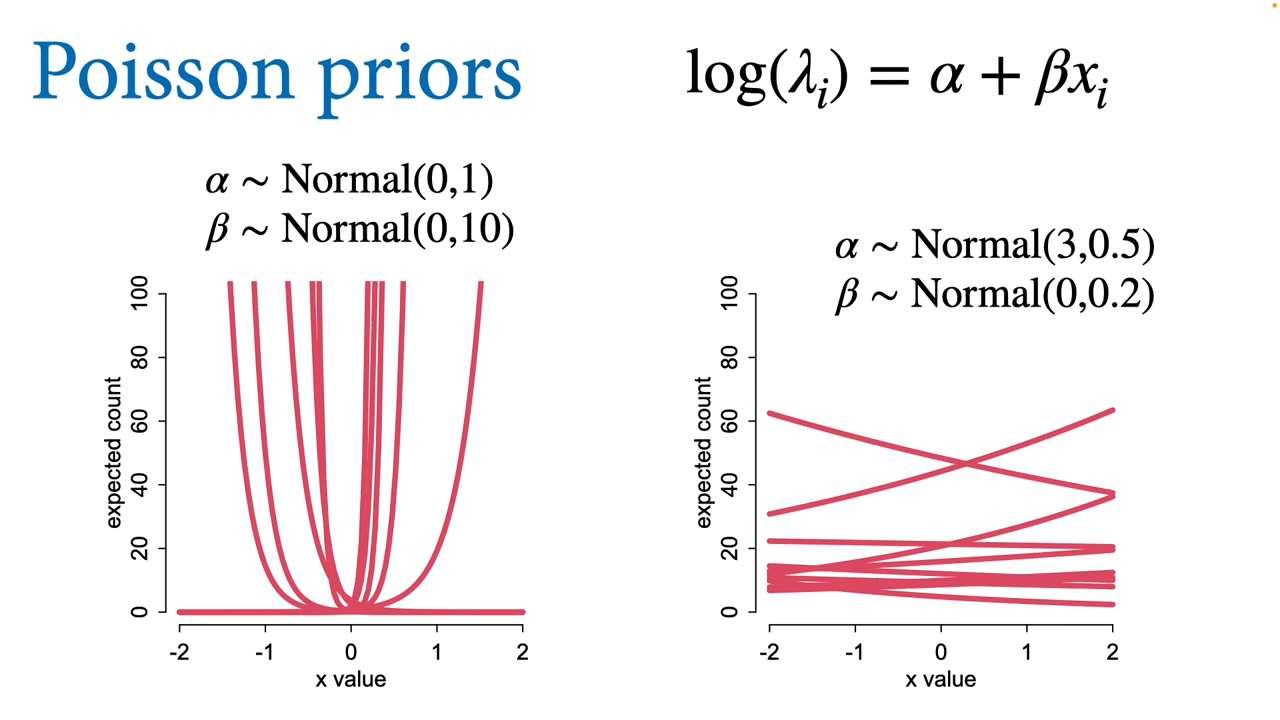 Poisson priors
log(λᵢ) = α + βxᵢ
α ~ Normal(0,1)
β ~ Normal(0,10)
α ~ Normal(3,0.5)
β ~ Normal(0,0.2)
expected count
0 20 40 60 80 100
-2 -1 0 1 2
x value
expected count
0 20 40 60 80 100
-2 -1 0 1 2
x value